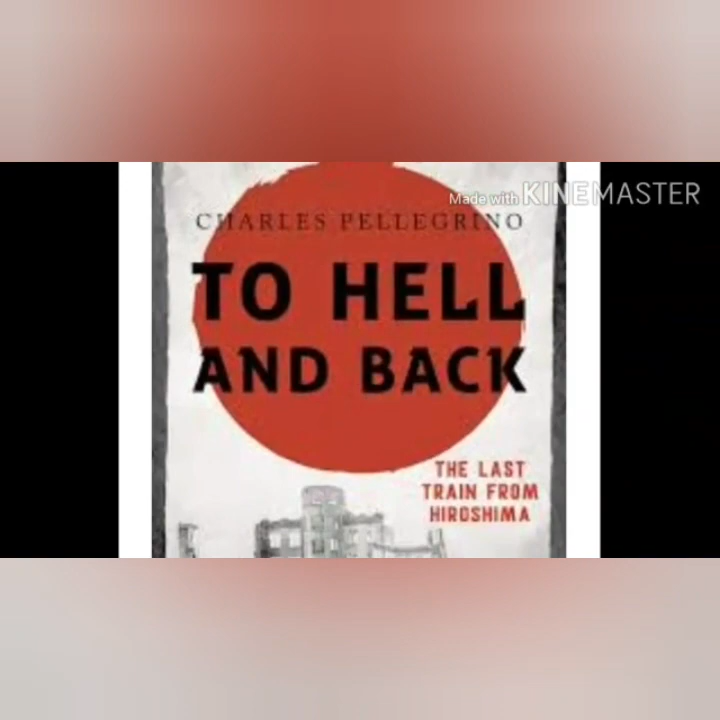 Made with KINEMASTER
CHARLES PELLEGRINO
TO HELL
AND BACK
THE LAST
TRAIN FROM
HIROSHIMA